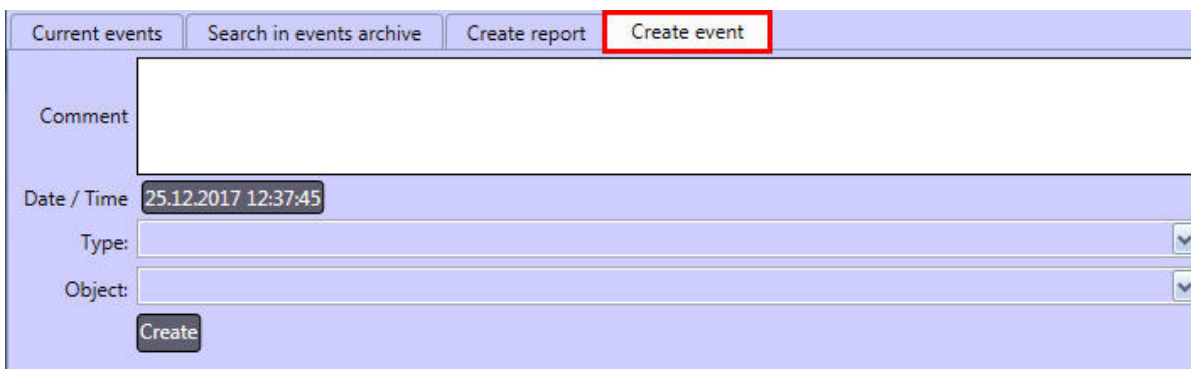 Current events Search in events archive Create report Create event
Comment
Date / Time 25.12.2017 12:37:45
Type:
Object:
Create